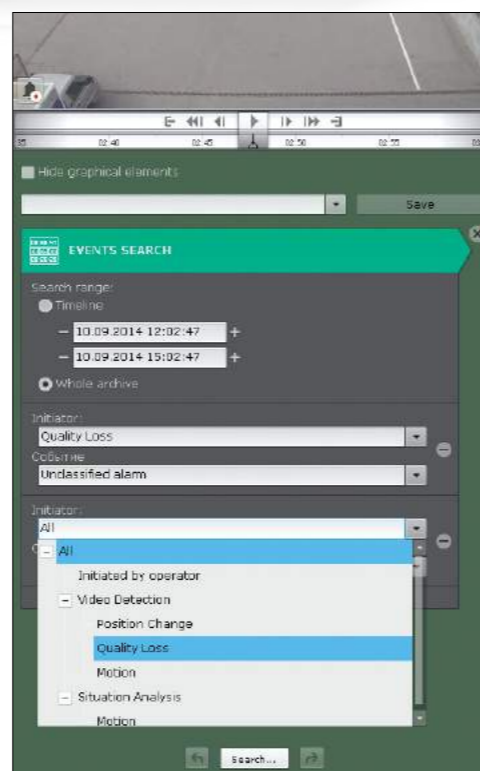 35 02:40 02:45 02:50 02:55
Hide graphical elements
Save
EVENTS SEARCH
Search range:
Timeline
− 10.09.2014 12:02:47 +
− 10.09.2014 15:02:47 +
Whole archive
Initiator:
Quality Loss
Событие
Unclassified alarm
Initiator:
All
All
Initiated by operator
Video Detection
Position Change
Quality Loss
Motion
Situation Analysis
Motion
Search...